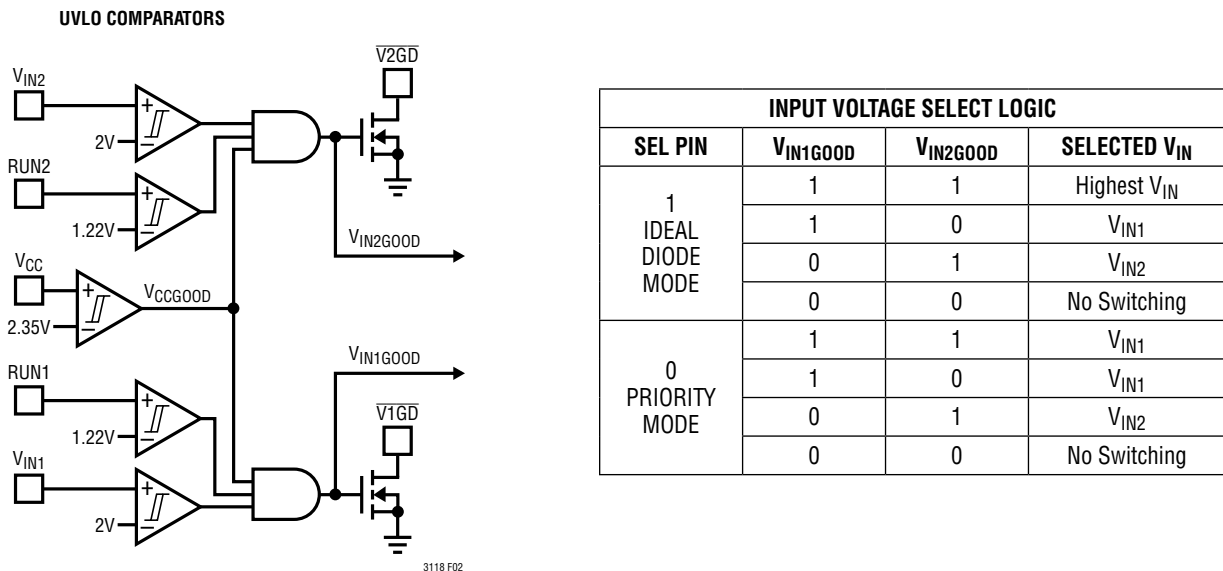 UVLO COMPARATORS
V2GD
VIN2
+
2V
–
RUN2
+
1.22V
–
VIN2GOOD
VCC
+
VCCGOOD
2.35V
–
VIN1GOOD
RUN1
+
V1GD
1.22V
–
VIN1
+
2V
–
3118 F02
INPUT VOLTAGE SELECT LOGIC
SEL PIN VIN1GOOD VIN2GOOD SELECTED VIN
1
IDEAL
DIODE
MODE
1 1 Highest VIN
1 0 VIN1
0 1 VIN2
0 0 No Switching
0
PRIORITY
MODE
1 1 VIN1
1 0 VIN1
0 1 VIN2
0 0 No Switching